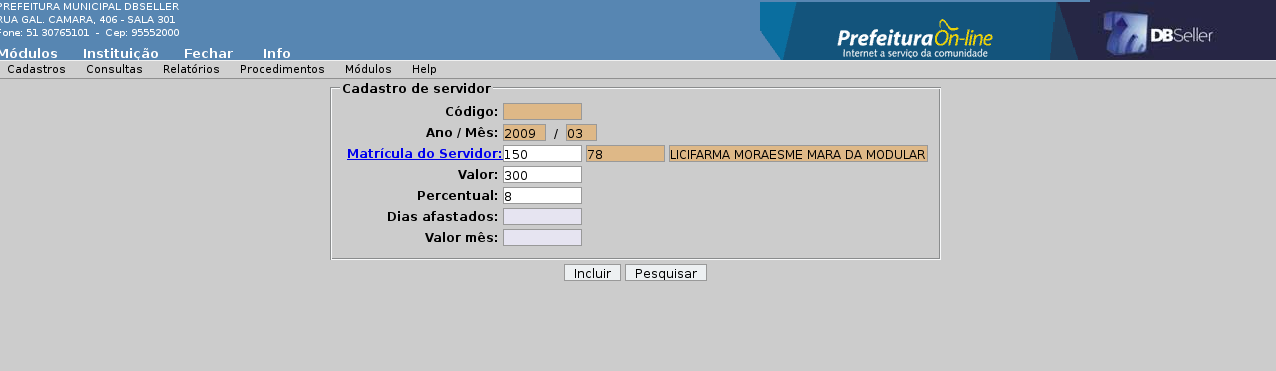 PREFEITURA MUNICIPAL DBSELLER
RUA GAL. CAMARA, 406 - SALA 301
Fone: 51 30765101 - Cep: 95552000
Prefeitura On-line
Internet a serviço da comunidade
DBSeller
Módulos Instituição Fechar Info
Cadastros Consultas Relatórios Procedimentos Módulos Help
Cadastro de servidor
Código:
Ano / Mês: 2009 / 03
Matrícula do Servidor: 150 78 LICIFARMA MORAESME MARA DA MODULAR
Valor: 300
Percentual: 8
Dias afastados:
Valor mês:
Incluir Pesquisar